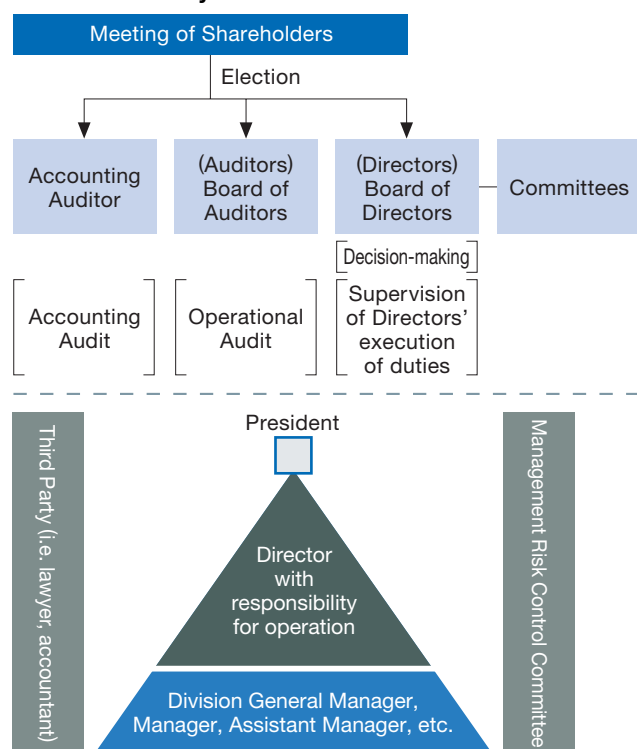 Meeting of Shareholders
Election
Accounting
Auditor
(Auditors)
Board of
Auditors
(Directors)
Board of
Directors
Committees
[Decision-making]
Accounting
Audit
Operational
Audit
Supervision
of Directors’
execution
of duties
President
Third Party (i.e. lawyer, accountant)
Director
with
responsibility
for operation
Management Risk Control Committee
Division General Manager,
Manager, Assistant Manager, etc.